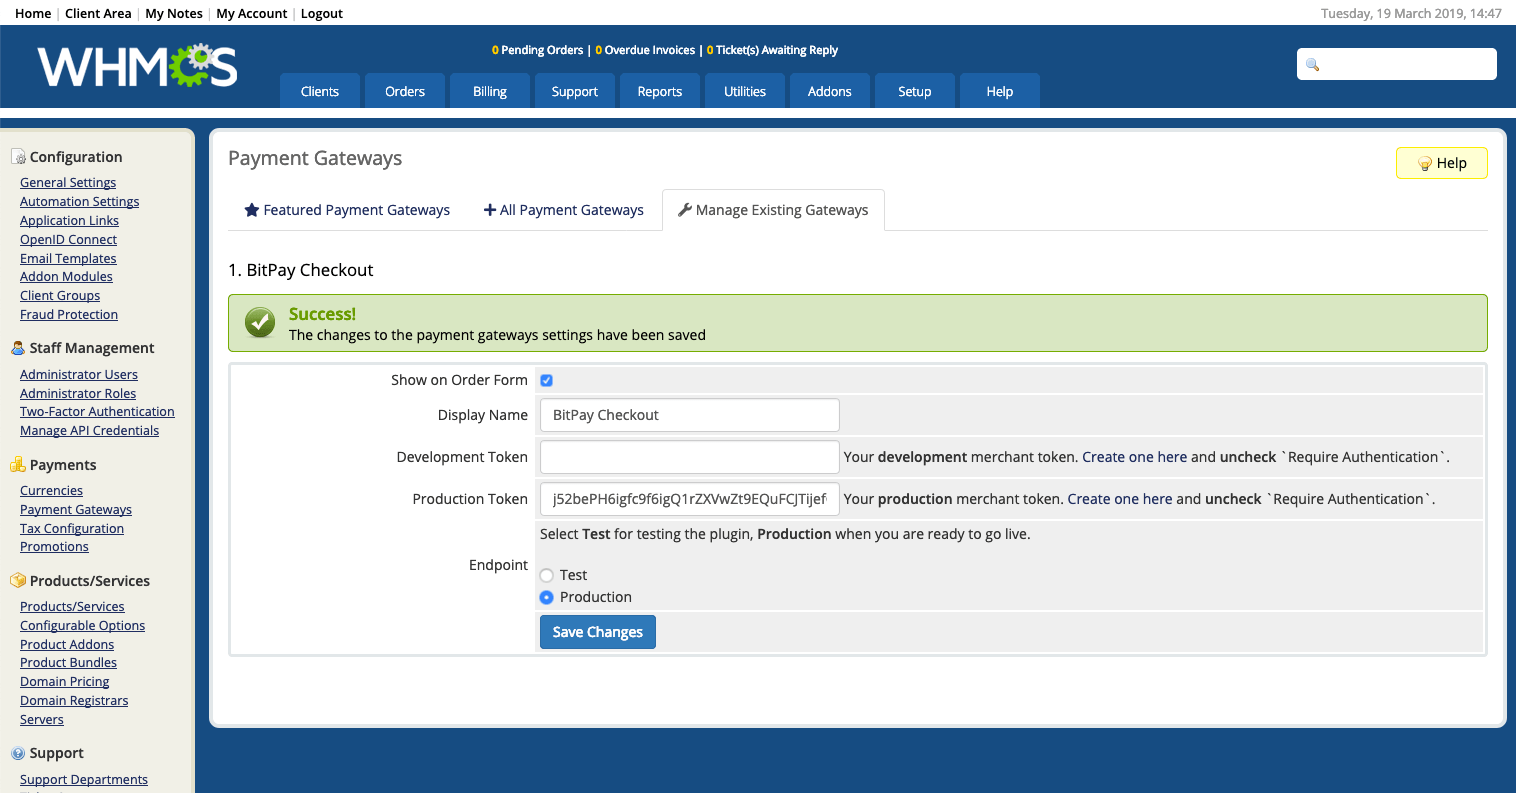 Home | Client Area | My Notes | My Account | Logout
Tuesday, 19 March 2019, 14:47
WHMCS
0 Pending Orders | 0 Overdue Invoices | 0 Ticket(s) Awaiting Reply
Clients Orders Billing Support Reports Utilities Addons Setup Help
Configuration
General Settings
Automation Settings
Application Links
OpenID Connect
Email Templates
Addon Modules
Client Groups
Fraud Protection
Staff Management
Administrator Users
Administrator Roles
Two-Factor Authentication
Manage API Credentials
Payments
Currencies
Payment Gateways
Tax Configuration
Promotions
Products/Services
Products/Services
Configurable Options
Product Addons
Product Bundles
Domain Pricing
Domain Registrars
Servers
Support
Support Departments
Payment Gateways
Help
Featured Payment Gateways All Payment Gateways Manage Existing Gateways
1. BitPay Checkout
Success!
The changes to the payment gateways settings have been saved
Show on Order Form
Display Name BitPay Checkout
Development Token Your development merchant token. Create one here and uncheck `Require Authentication`.
Production Token j52bePH6igfc9f6igQ1rZXVwZt9EQuFCJTijef Your production merchant token. Create one here and uncheck `Require Authentication`.
Select Test for testing the plugin, Production when you are ready to go live.
Endpoint
Test
Production
Save Changes